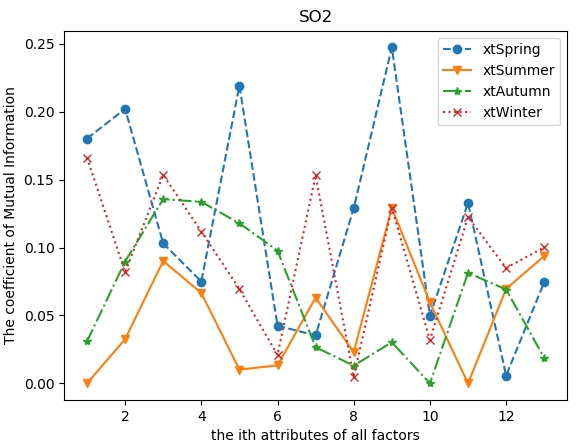 SO2
The coefficient of Mutual Information
0.25
0.20
0.15
0.10
0.05
0.00
xtSpring
xtSummer
xtAutumn
xtWinter
2 4 6 8 10 12
the ith attributes of all factors